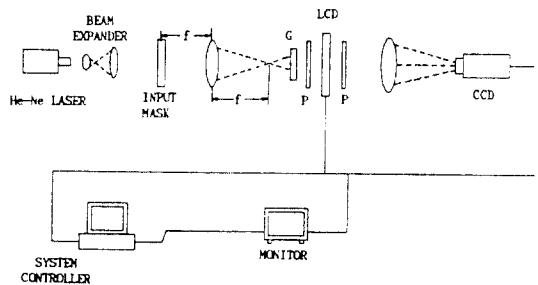 BEAM
EXPANDER
LCD
f
G
f
He-Ne LASER
INPUT
MASK
P
P
CCD
SYSTEM
CONTROLLER
MONITOR